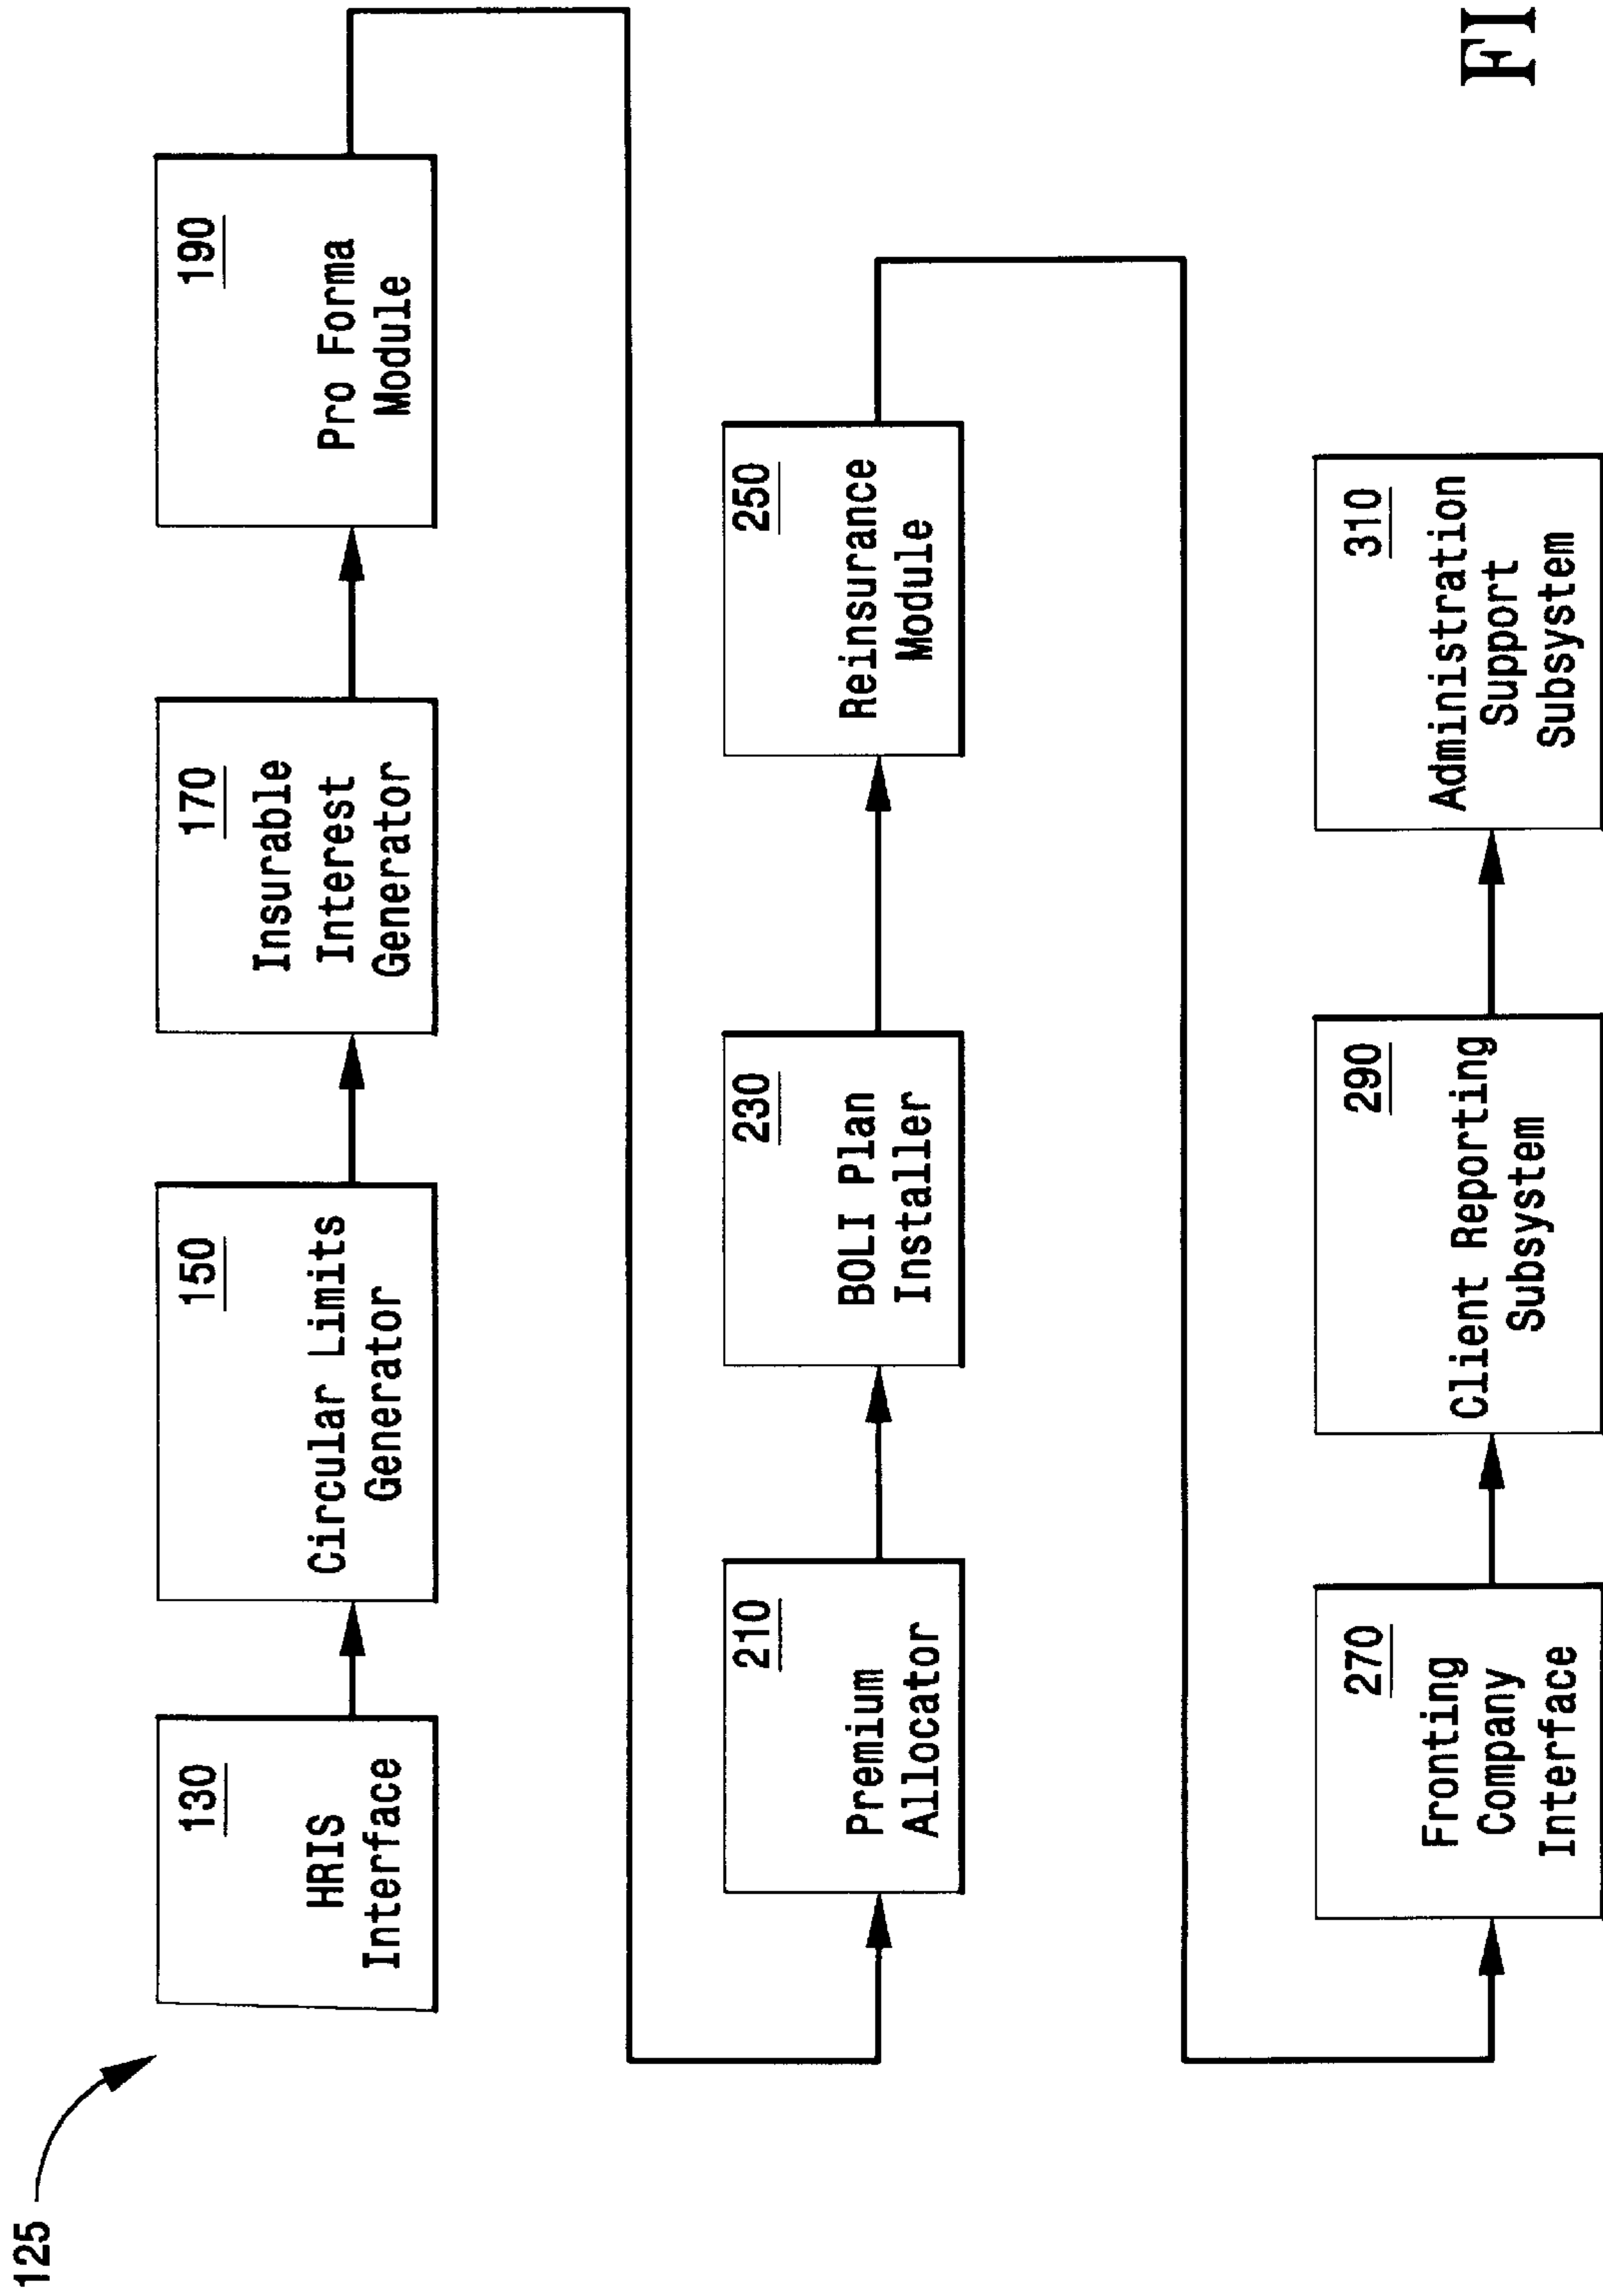 125
130
HRIS
Interface
150
Circular Limits
Generator
170
Insurable
Interest
Generator
190
Pro Forma
Module
210
Premium
Allocator
230
BOLI Plan
Installer
250
Reinsurance
Module
270
Fronting
Company
Interface
290
Client Reporting
Subsystem
310
Administration
Support
Subsystem
FI